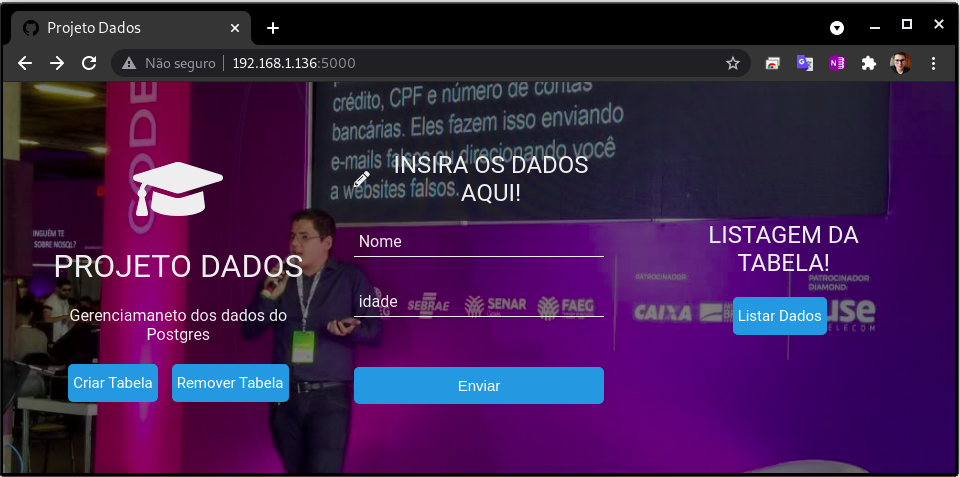 Projeto Dados
Não seguro
192.168.1.136:5000
CODE
crédito, CPF e número de contas
bancárias. Eles fazem isso enviando
e-mails falsos ou direcionando você
a websites falsos.
INSIRA OS DADOS
AQUI!
Nome
idade
Enviar
PROJETO DADOS
Gerenciamaneto dos dados do
Postgres
Criar Tabela
Remover Tabela
LISTAGEM DA
TABELA!
Listar Dados
NINGUÉM TE
SOBRE NOSQL?
SEBRAE
SENAR
FAEG
PATROCINADOR
CAIXA
PATROCINADOR
DIAMOND:
use
TELECOM